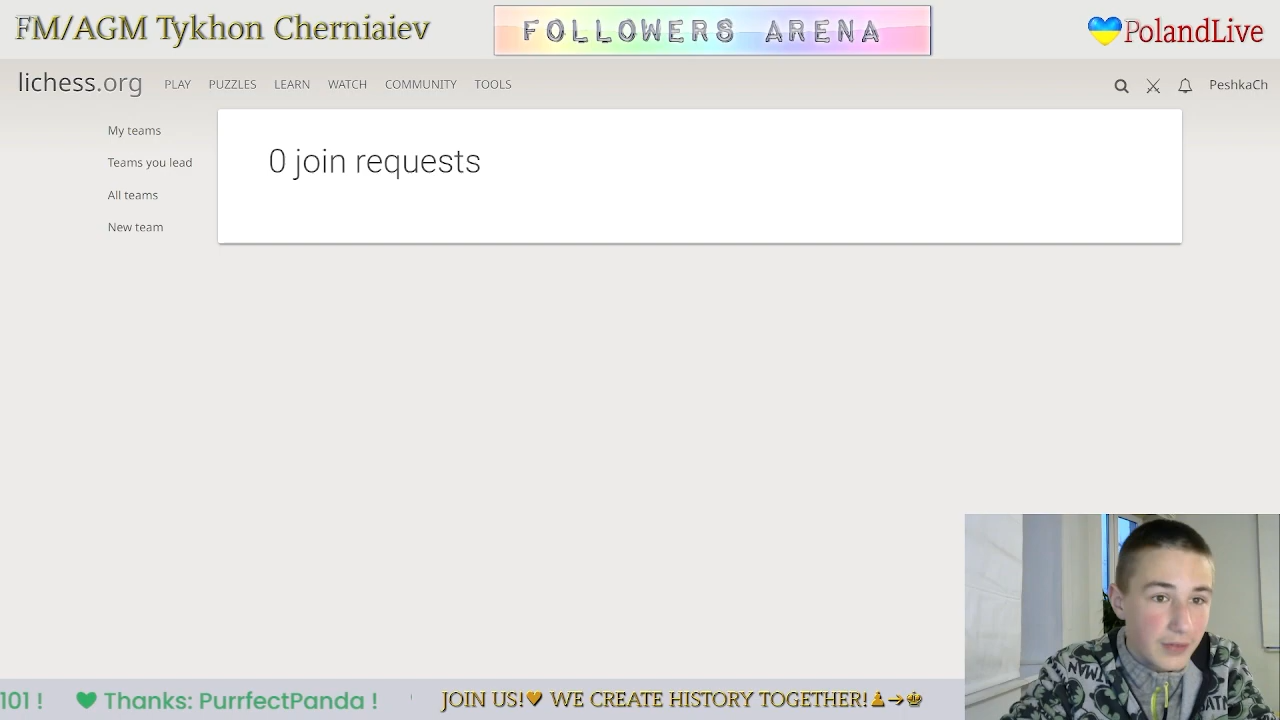 FM/AGM Tykhon Cherniaiev
FOLLOWERS ARENA
PolandLive
lichess.org PLAY PUZZLES LEARN WATCH COMMUNITY TOOLS PeshkaCh
My teams
Teams you lead
All teams
New team
0 join requests
101 ! Thanks: PurrfectPanda !
JOIN US! WE CREATE HISTORY TOGETHER!